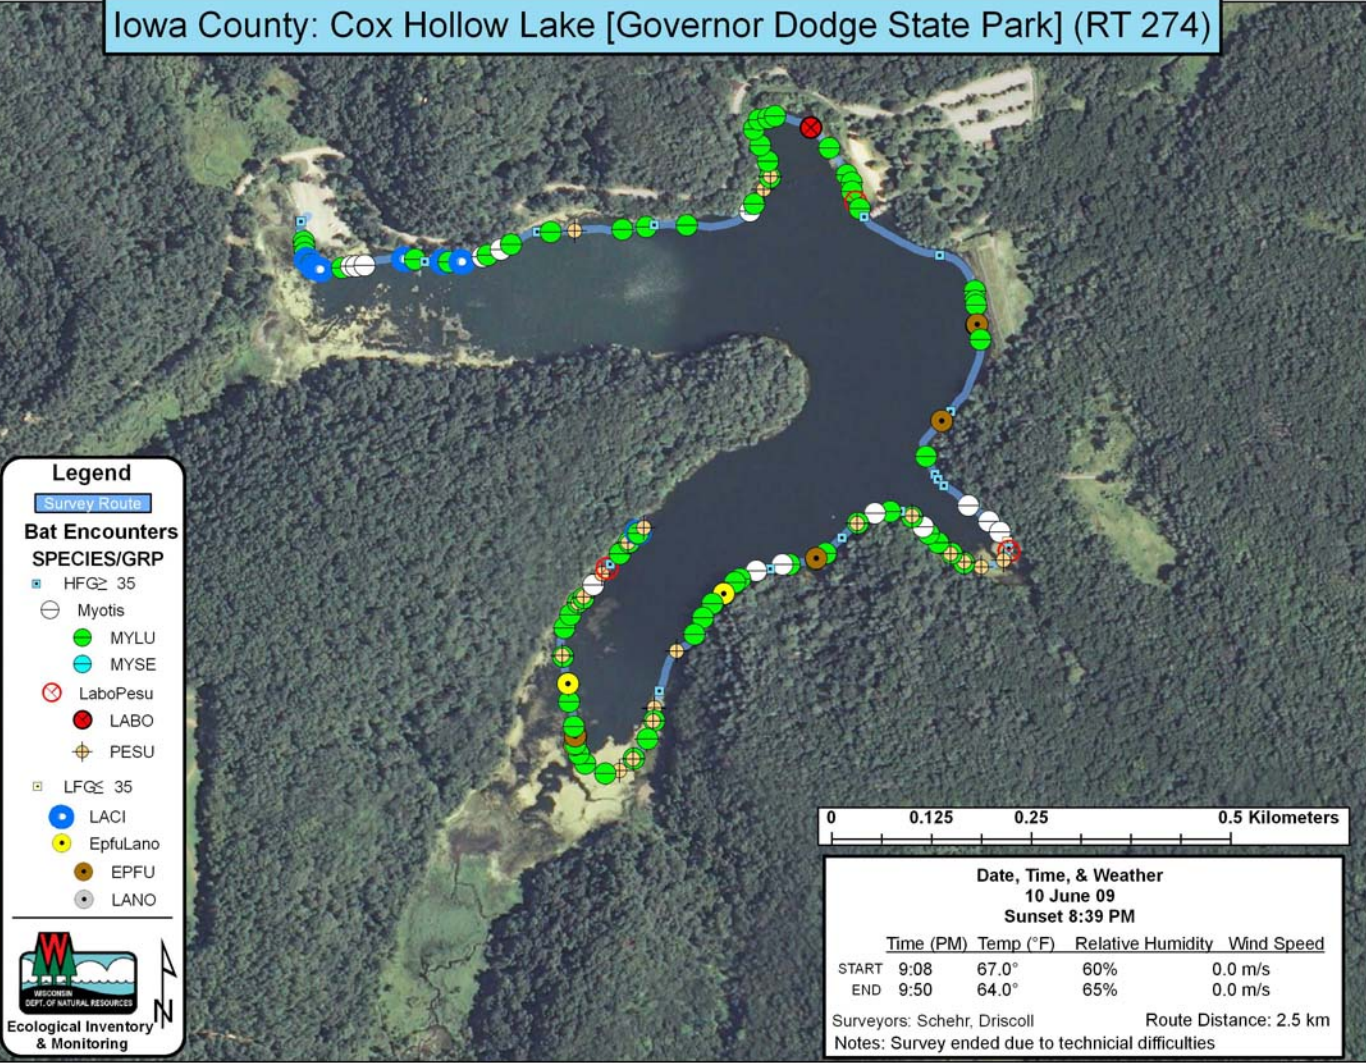 Iowa County: Cox Hollow Lake [Governor Dodge State Park] (RT 274)
Legend
Survey Route
Bat Encounters
SPECIES/GRP
HFG≥ 35
Myotis
MYLU
MYSE
LaboPesu
LABO
PESU
LFG≤ 35
LACI
EpfuLano
EPFU
LANO
W
WISCONSIN
DEPT. OF NATURAL RESOURCES
N
Ecological Inventory
& Monitoring
0 0.125 0.25 0.5 Kilometers
Date, Time, & Weather
10 June 09
Sunset 8:39 PM
Time (PM) Temp (°F) Relative Humidity Wind Speed
START 9:08 67.0° 60% 0.0 m/s
END 9:50 64.0° 65% 0.0 m/s
Surveyors: Schehr, Driscoll Route Distance: 2.5 km
Notes: Survey ended due to technicial difficulties